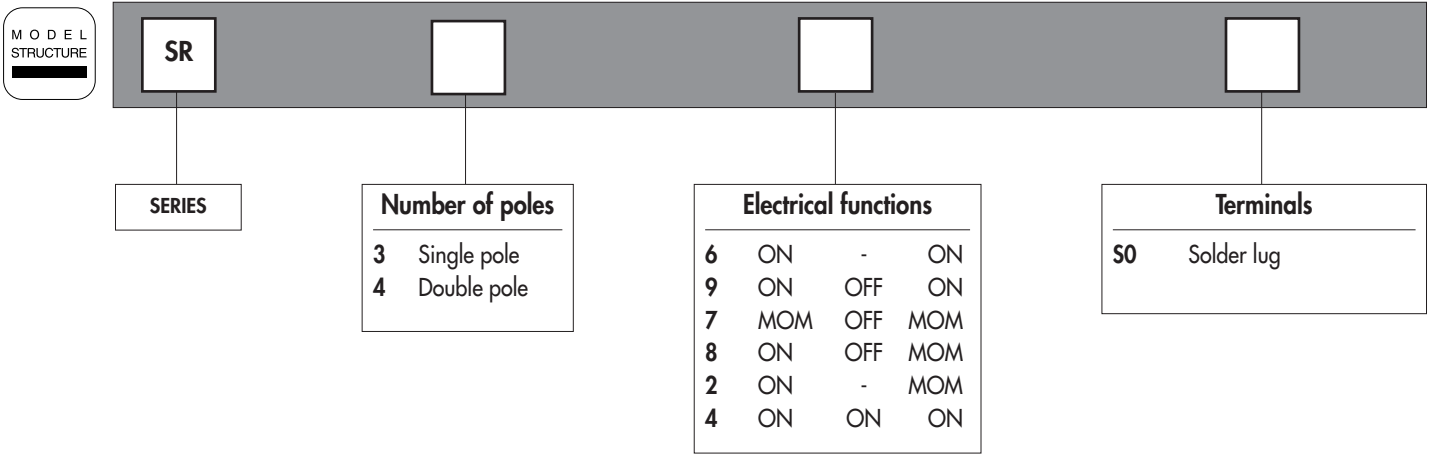 MODEL
STRUCTURE
SR
SERIES
Number of poles
3 Single pole
4 Double pole
Electrical functions
6 ON - ON
9 ON OFF ON
7 MOM OFF MOM
8 ON OFF MOM
2 ON - MOM
4 ON ON ON
Terminals
S0 Solder lug